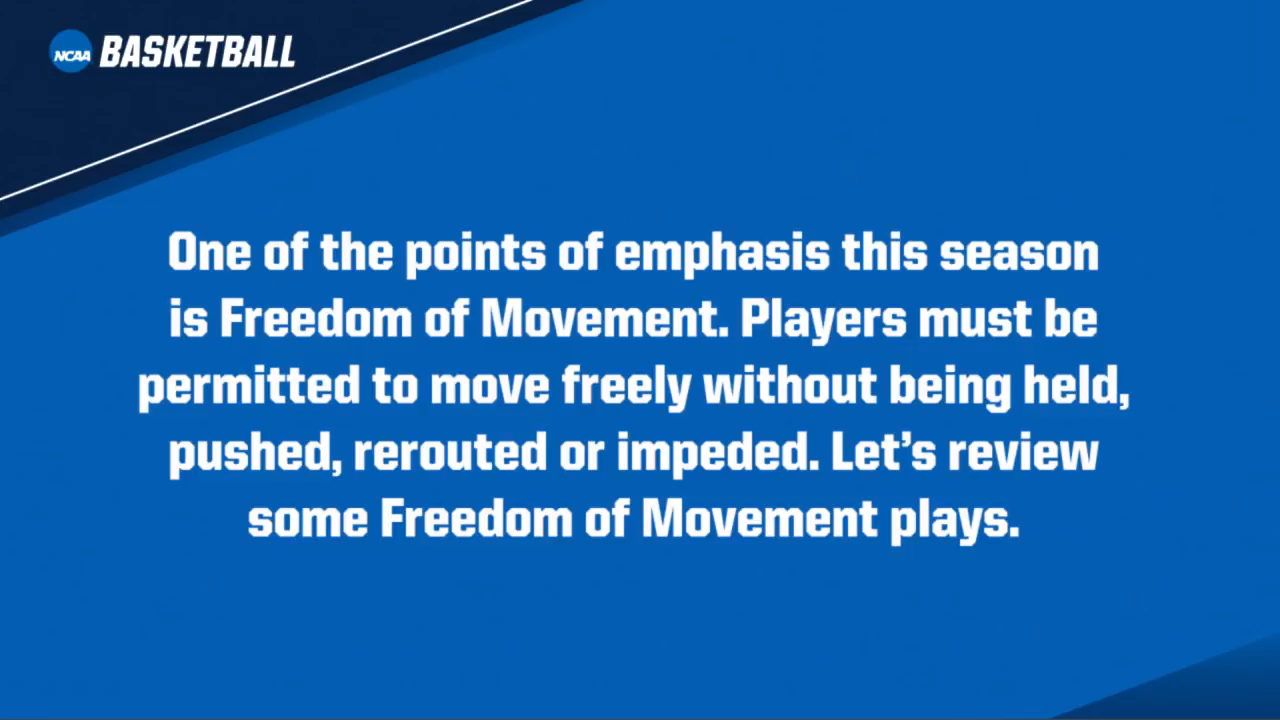 NCAA BASKETBALL
One of the points of emphasis this season
is Freedom of Movement. Players must be
permitted to move freely without being held,
pushed, rerouted or impeded. Let’s review
some Freedom of Movement plays.